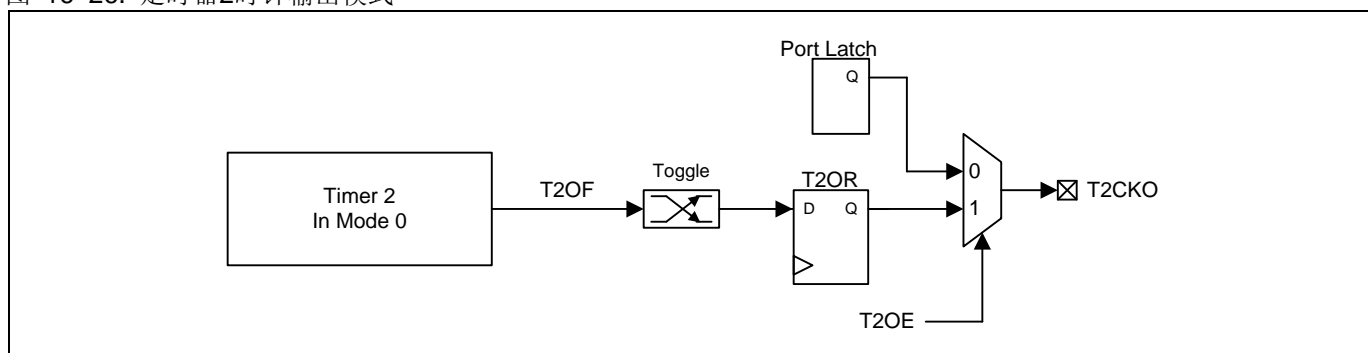 Port Latch
Q
Timer 2
In Mode 0
T2OF
Toggle
T2OR
D Q
0
1
T2CKO
T2OE